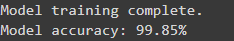 Model training complete.
Model accuracy: 99.85%